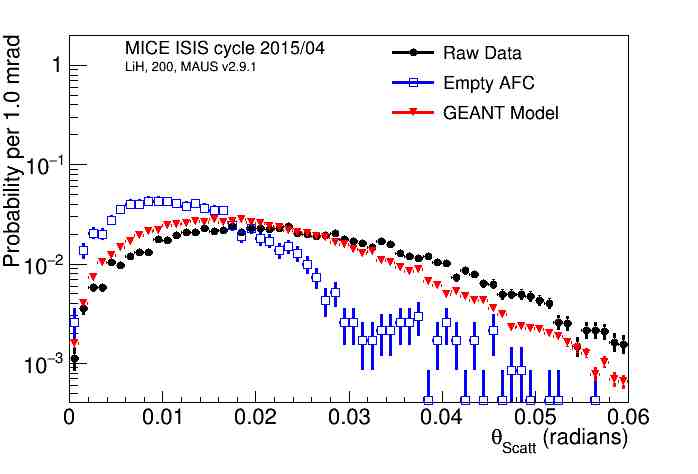 MICE ISIS cycle 2015/04
LiH, 200, MAUS v2.9.1
Raw Data
Empty AFC
GEANT Model
Probability per 1.0 mrad
1
10⁻¹
10⁻²
10⁻³
0 0.01 0.02 0.03 0.04 0.05 0.06
θScatt (radians)